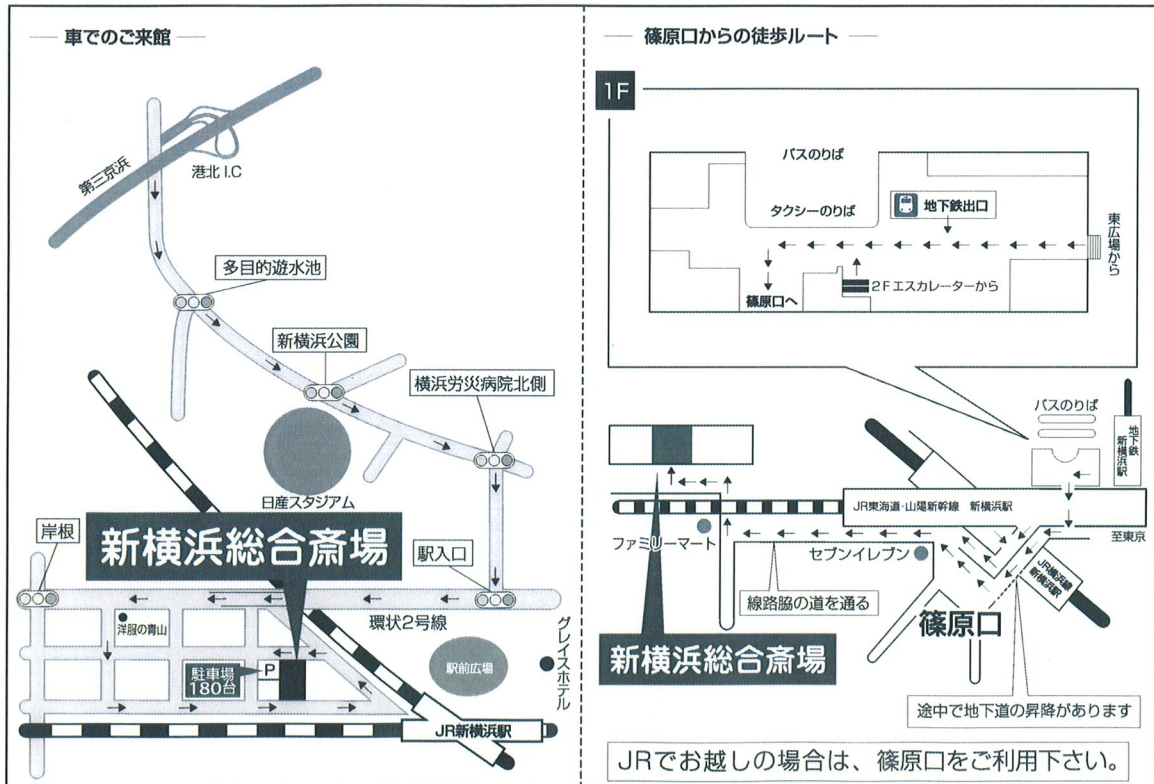 車でのご来館
第三京浜
港北 I.C
多目的遊水池
新横浜公園
横浜労災病院北側
日産スタジアム
岸根
新横浜総合斎場
駅入口
洋服の青山
環状2号線
駐車場
180台
P
駅前広場
グレイスホテル
JR新横浜駅
篠原口からの徒歩ルート
1F
バスのりば
タクシーのりば
地下鉄出口
東広場から
篠原口へ
2Fエスカレーターから
バスのりば
地下鉄
新横浜駅
JR東海道・山陽新幹線 新横浜駅
至東京
ファミリーマート
セブンイレブン
JR横浜線
新横浜駅
線路脇の道を通る
篠原口
新横浜総合斎場
途中で地下道の昇降があります
JRでお越しの場合は、篠原口をご利用下さい。